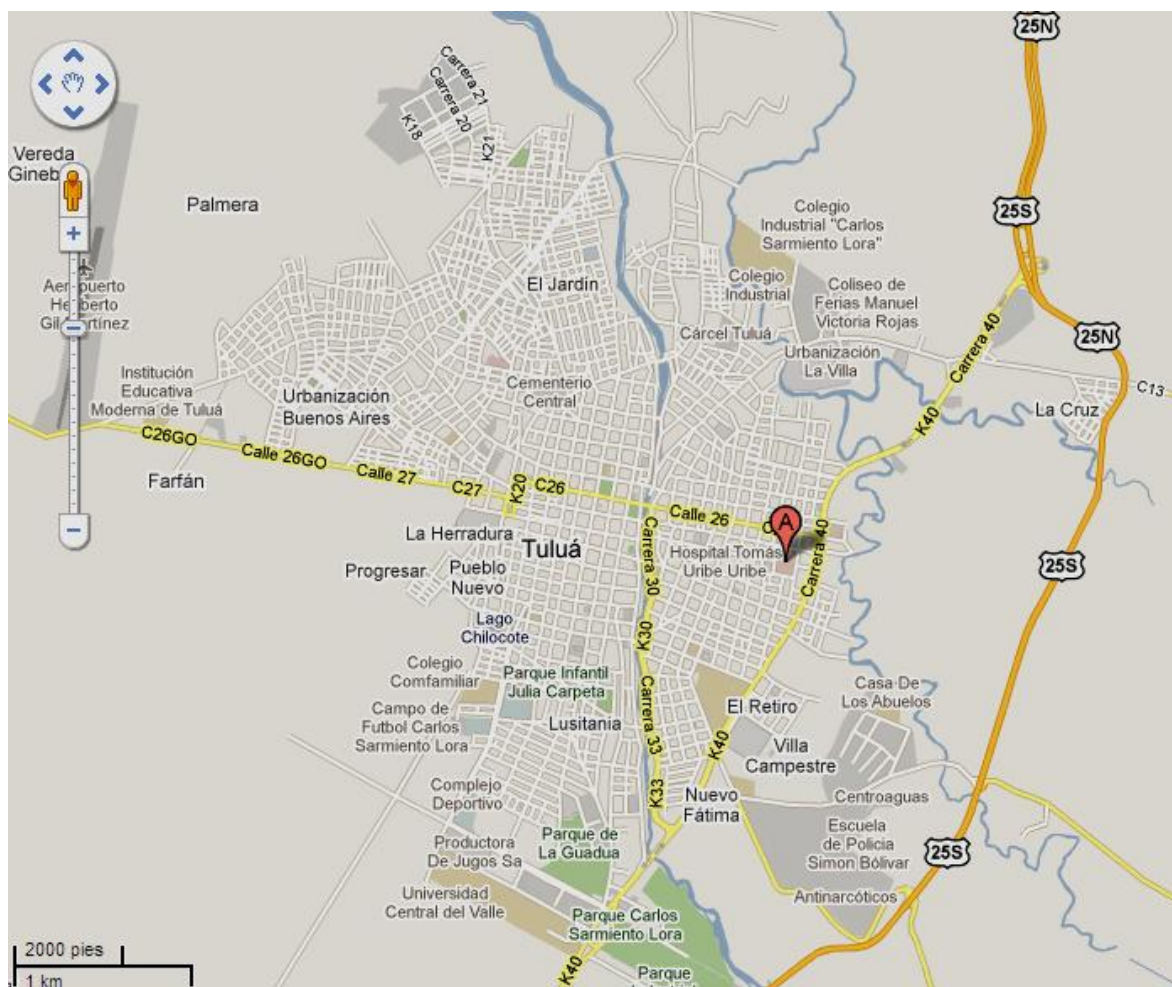 25N
Carrera 21
Carrera 20
K18
K21
Vereda
Palmera
Colegio
Industrial "Carlos
Sarmiento Lora"
25S
El Jardín
Colegio
Industrial
Coliseo de
Ferias Manuel
Victoria Rojas
Cárcel Tuluá
Urbanización
La Villa
Carrera 40
25N
C13
La Cruz
K40
Institución
Educativa
Moderna de Tuluá
Urbanización
Buenos Aires
Cementerio
Central
C26GO
Calle 26GO
Calle 27
C27
K20
C26
Calle 26
Farfán
La Herradura
Tuluá
A
Hospital Tomás
Uribe Uribe
Carrera 40
Carrera 30
25S
Progresar
Pueblo
Nuevo
K30
Lago
Chilocote
Colegio
Comfamiliar
Parque Infantil
Julia Carpeta
Carrera 33
El Retiro
Casa De
Los Abuelos
Campo de
Futbol Carlos
Sarmiento Lora
Lusitania
K40
Villa
Campestre
Complejo
Deportivo
K33
Nuevo
Fátima
Centroaguas
Productora
De Jugos Sa
Parque de
La Guadua
Escuela
de Policia
Simon Bólivar
25S
Universidad
Central del Valle
Antinarcóticos
Parque Carlos
Sarmiento Lora
K40
Parque
2000 pies
1 km